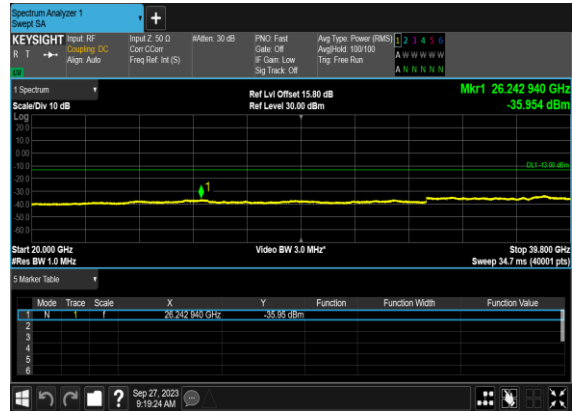 Spectrum Analyzer 1
Swept SA
+
KEYSIGHT Input: RF Input Z: 50 Ω #Atten: 30 dB PNO: Fast Avg Type: Power (RMS) 1 2 3 4 5 6
R T Coupling: DC Corr CCorr Gate: Off Avg|Hold: 100/100 A W W W W W
Align: Auto Freq Ref: Int (S) IF Gain: Low Trig: Free Run
Sig Track: Off A N N N N N
1 Spectrum Ref Lvl Offset 15.80 dB Mkr1 26.242 940 GHz
Scale/Div 10 dB Ref Level 30.00 dBm -35.954 dBm
Log
20.0
10.0
0.00
-10.0
DL1 -13.00 dBm
-20.0
-30.0
1
-40.0
-50.0
-60.0
Start 20.000 GHz Video BW 3.0 MHz* Stop 39.800 GHz
#Res BW 1.0 MHz Sweep 34.7 ms (40001 pts)
5 Marker Table
Mode Trace Scale X Y Function Function Width Function Value
1 N 1 f 26.242 940 GHz -35.95 dBm
2
3
4
5
6
? Sep 27, 2023
9:19:24 AM